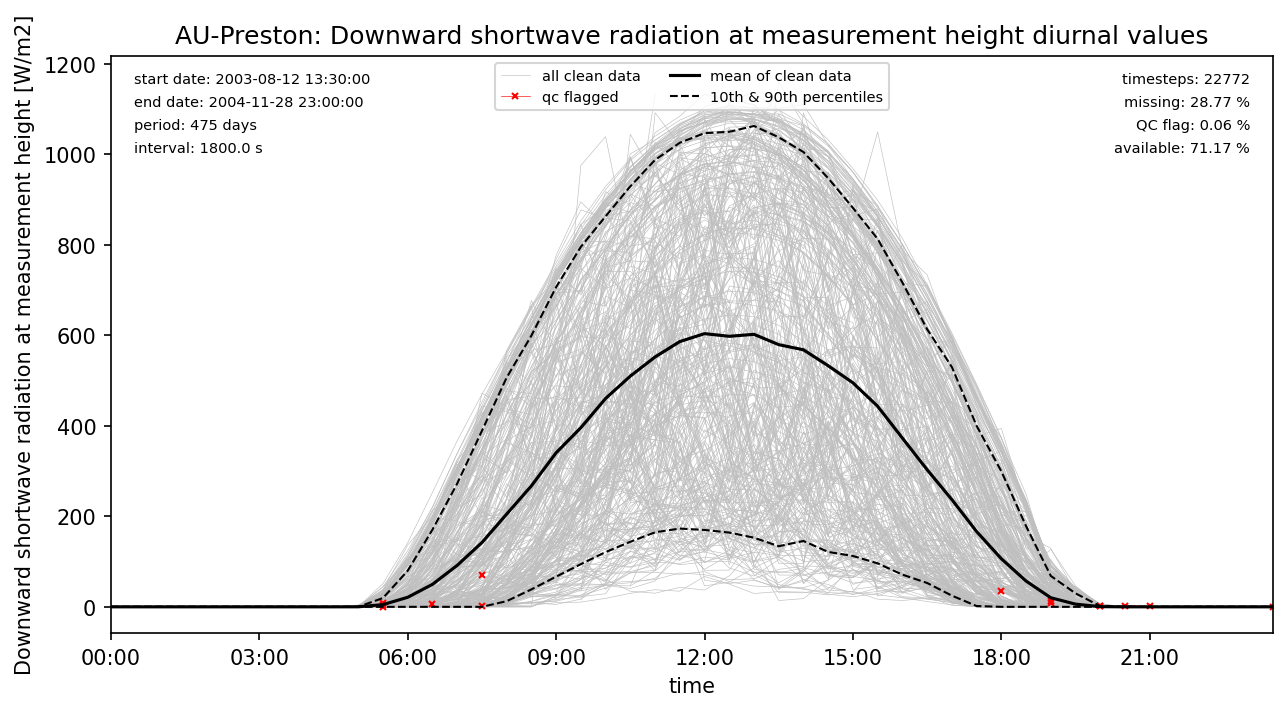 AU-Preston: Downward shortwave radiation at measurement height diurnal values
Downward shortwave radiation at measurement height [W/m2]
start date: 2003-08-12 13:30:00
end date: 2004-11-28 23:00:00
period: 475 days
interval: 1800.0 s
all clean data
qc flagged
mean of clean data
10th & 90th percentiles
timesteps: 22772
missing: 28.77 %
QC flag: 0.06 %
available: 71.17 %
1200
1000
800
600
400
200
0
00:00 03:00 06:00 09:00 12:00 15:00 18:00 21:00
time